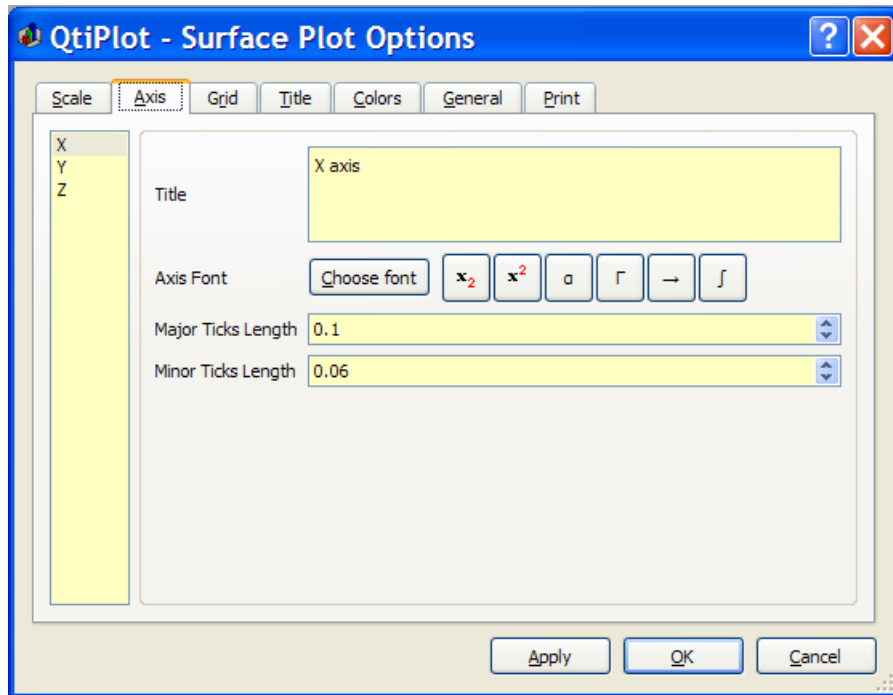 QtiPlot - Surface Plot Options ?
Scale Axis Grid Title Colors General Print
X
Y
Z
Title
X axis
Axis Font Choose font x₂ x² α Γ → ∫
Major Ticks Length 0.1
Minor Ticks Length 0.06
Apply OK Cancel